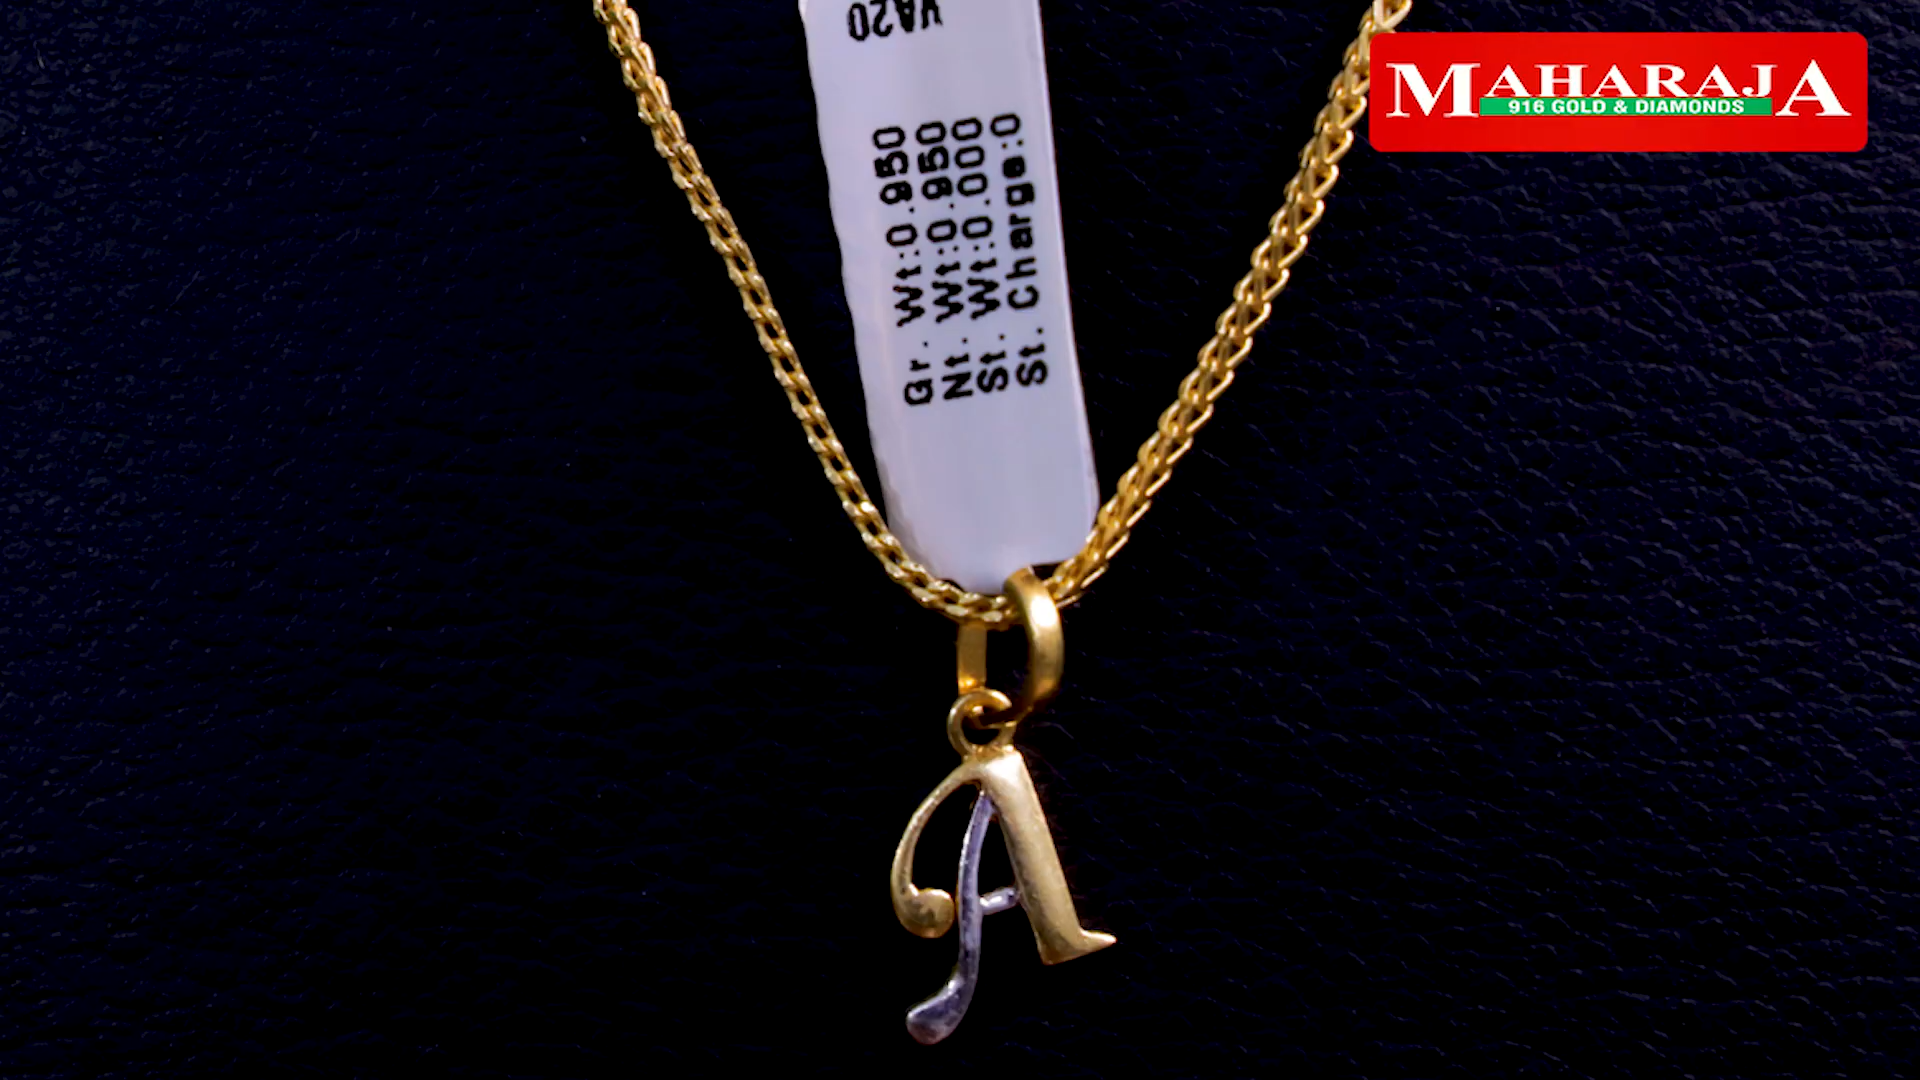 VA20
Gr. Wt:0.950
Nt. Wt:0.950
St. Wt:0.000
St. Charge:0
MAHARAJA
916 GOLD & DIAMONDS
A